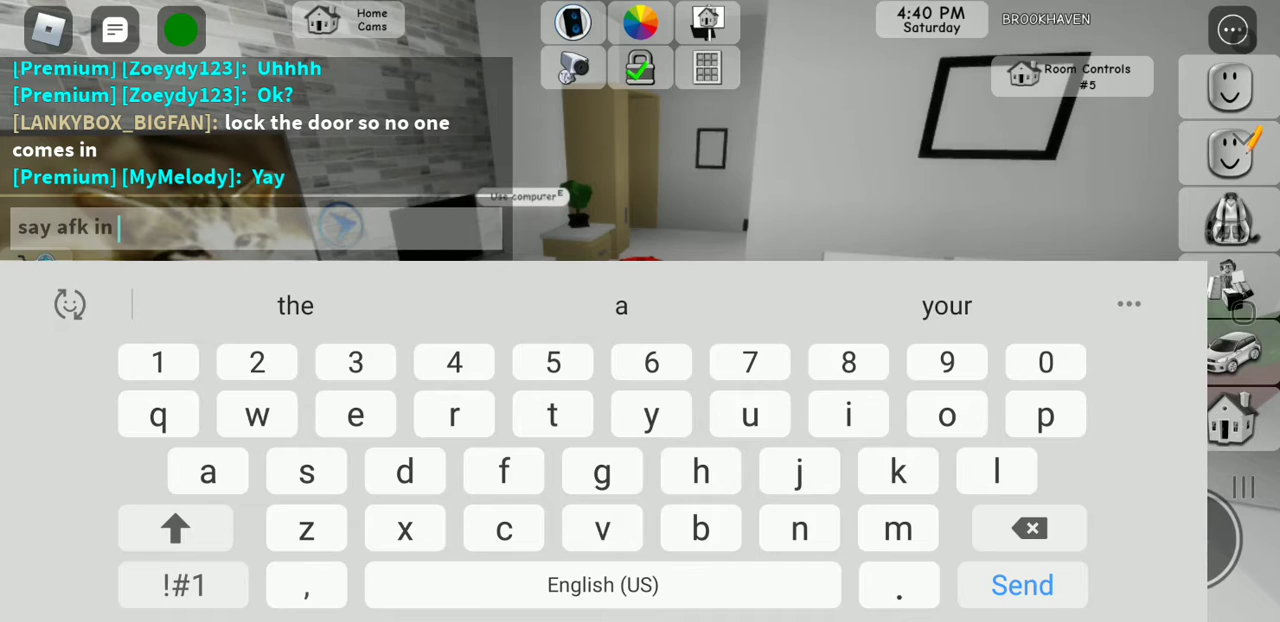 Home
Cams
4:40 PM
Saturday
BROOKHAVEN
Room Controls
#5
[Premium] [Zoeydy123]: Uhhhh
[Premium] [Zoeydy123]: Ok?
[LANKYBOX_BIGFAN]: lock the door so no one
comes in
[Premium] [MyMelody]: Yay
Use computer E
say afk in
the a your
1 2 3 4 5 6 7 8 9 0
q w e r t y u i o p
a s d f g h j k l
z x c v b n m
!#1 , English (US) . Send